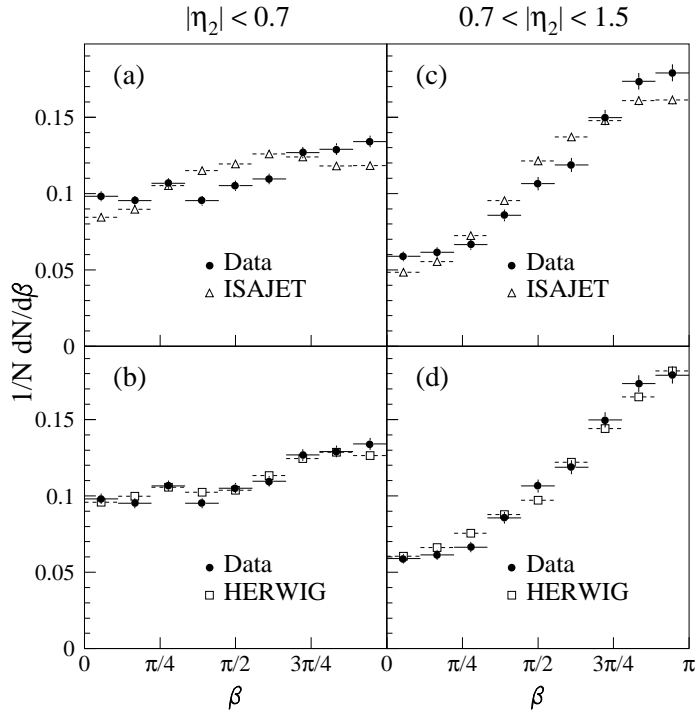 |η₂| < 0.7
0.7 < |η₂| < 1.5
1/N dN/dβ
(a)
0.15
0.1
0.05
0
Data
ISAJET
(c)
Data
ISAJET
(b)
0.15
0.1
0.05
0
Data
HERWIG
(d)
Data
HERWIG
0 π/4 π/2 3π/4
0 π/4 π/2 3π/4 π
β
β